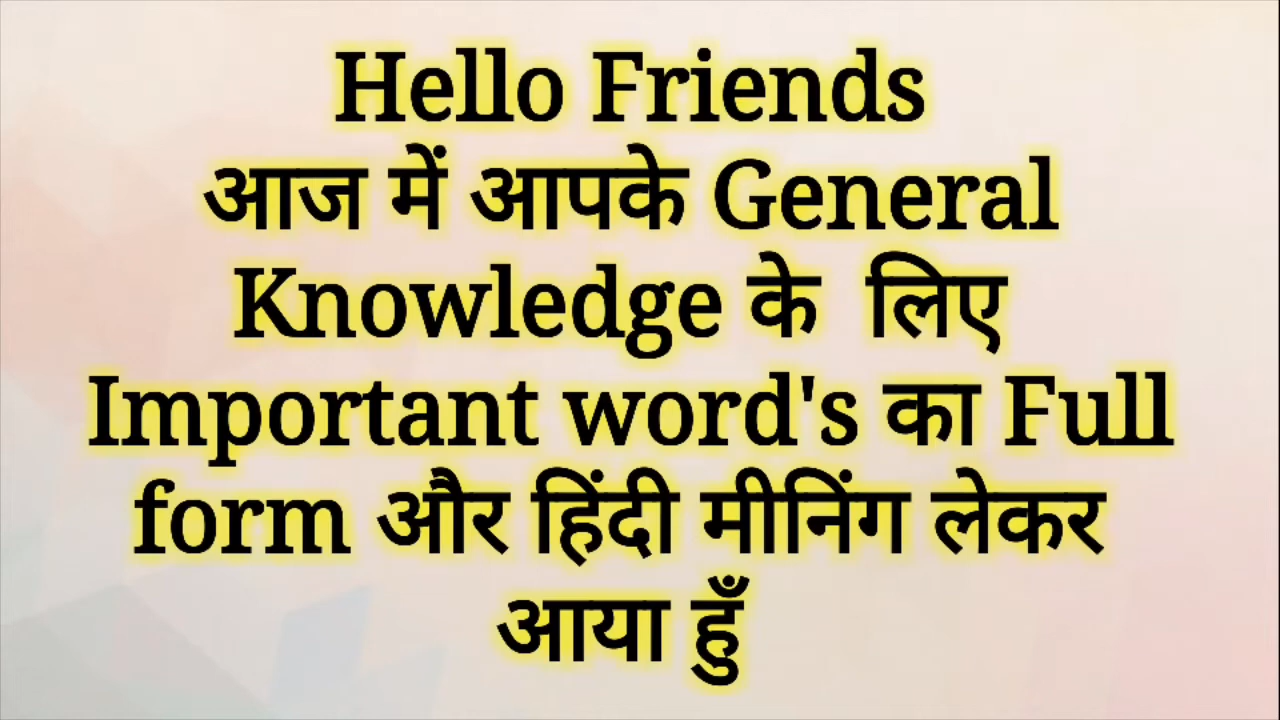 Hello Friends
आज में आपके General
Knowledge के लिए
Important word's का Full
form और हिंदी मीनिंग लेकर
आया हुँ